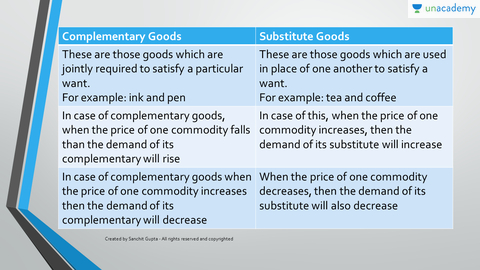 unacademy
Complementary Goods
Substitute Goods
These are those goods which are
jointly required to satisfy a particular
want.
For example: ink and pen
These are those goods which are used
in place of one another to satisfy a
want.
For example: tea and coffee
In case of complementary goods,
when the price of one commodity falls
than the demand of its
complementary will rise
In case of this, when the price of one
commodity increases, then the
demand of its substitute will increase
In case of complementary goods when
the price of one commodity increases
then the demand of its
complementary will decrease
When the price of one commodity
decreases, then the demand of its
substitute will also decrease
Created by Sanchit Gupta - All rights reserved and copyrighted